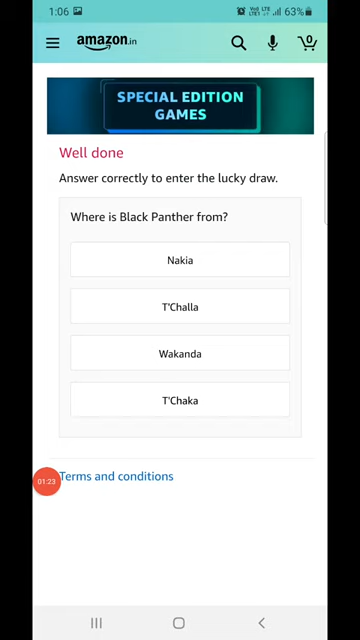 1:06 63%
amazon.in 0
SPECIAL EDITION
GAMES
Well done
Answer correctly to enter the lucky draw.
Where is Black Panther from?
Nakia
T'Challa
Wakanda
T'Chaka
01:23
Terms and conditions